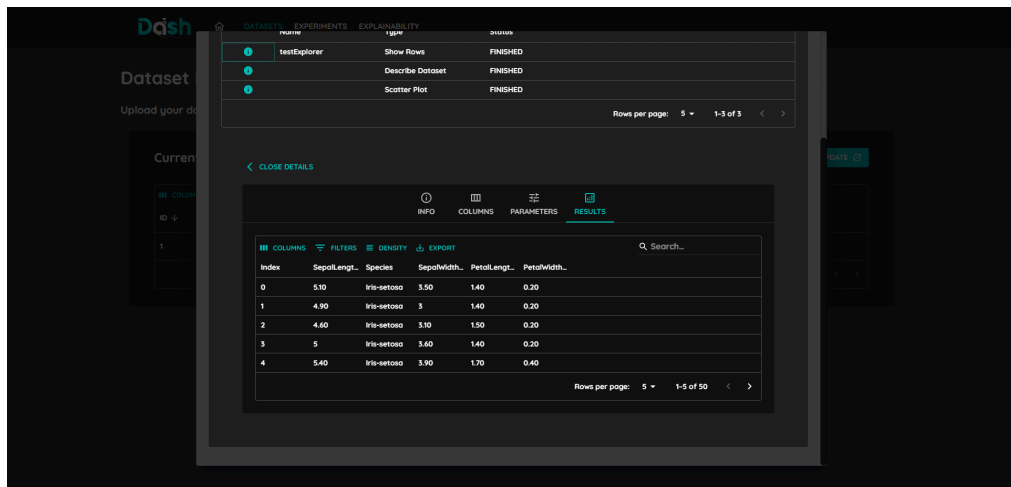 Dash DATASETS EXPERIMENTS EXPLAINABILITY
Name Type Status
testExplorer Show Rows FINISHED
Describe Dataset FINISHED
Scatter Plot FINISHED
Rows per page: 5 1-3 of 3
Dataset
Upload your da
Curren
PDATE
CLOSE DETAILS
COLUM
ID
1
INFO COLUMNS PARAMETERS RESULTS
COLUMNS FILTERS DENSITY EXPORT Search...
Index SepalLengt... Species SepalWidth... PetalLengt... PetalWidth...
0 5.10 Iris-setosa 3.50 1.40 0.20
1 4.90 Iris-setosa 3 1.40 0.20
2 4.60 Iris-setosa 3.10 1.50 0.20
3 5 Iris-setosa 3.60 1.40 0.20
4 5.40 Iris-setosa 3.90 1.70 0.40
Rows per page: 5 1-5 of 50